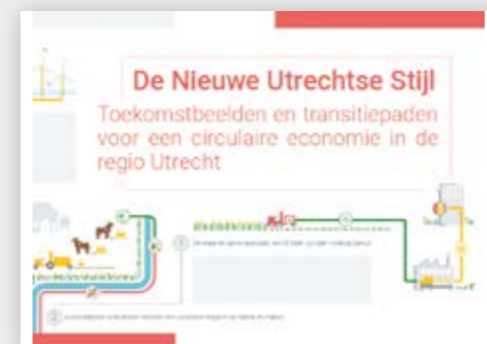 De Nieuwe Utrechtse Stijl
Toekomstbeelden en transitiepaden
voor een circulaire economie in de
regio Utrecht